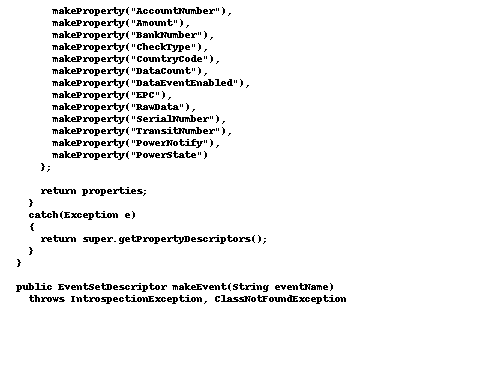 makeProperty("AccountNumber"),
      makeProperty("Amount"),
      makeProperty("BankNumber"),
      makeProperty("CheckType"),
      makeProperty("CountryCode"),
      makeProperty("DataCount"),
      makeProperty("DataEventEnabled"),
      makeProperty("EPC"),
      makeProperty("RawData"),
      makeProperty("SerialNumber"),
      makeProperty("TransitNumber"),
      makeProperty("PowerNotify"),
      makeProperty("PowerState")
    };
    return properties;
  }
  catch(Exception e)
  {
    return super.getPropertyDescriptors();
  }
}
public EventSetDescriptor makeEvent(String eventName)
  throws IntrospectionException, ClassNotFoundException